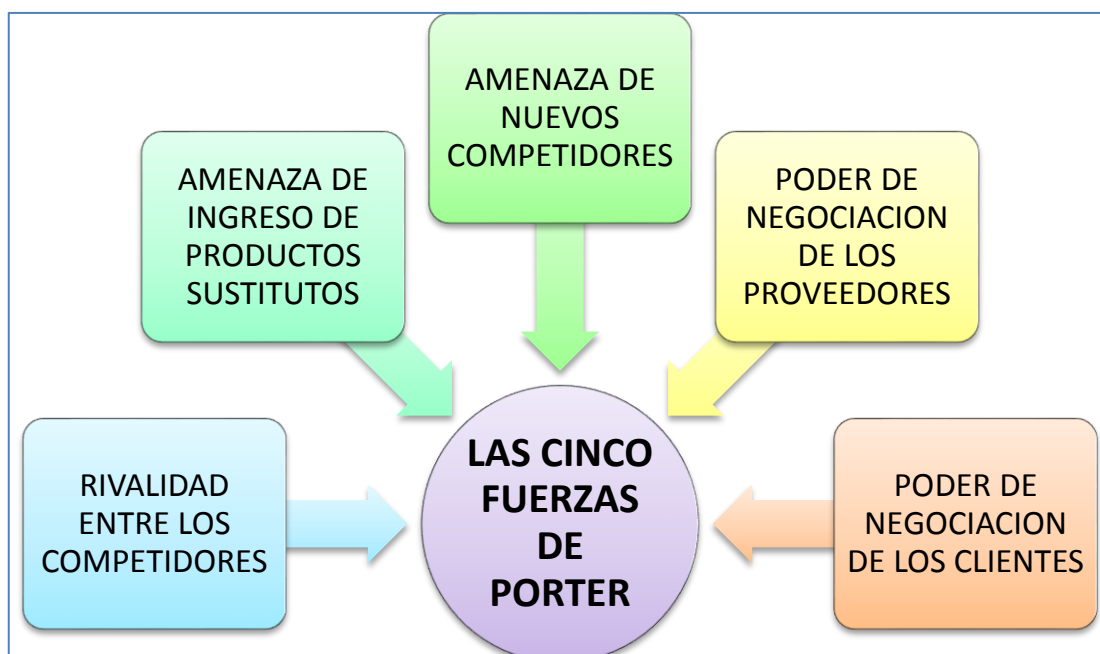 AMENAZA DE
NUEVOS
COMPETIDORES
AMENAZA DE
INGRESO DE
PRODUCTOS
SUSTITUTOS
PODER DE
NEGOCIACION
DE LOS
PROVEEDORES
RIVALIDAD
ENTRE LOS
COMPETIDORES
LAS CINCO
FUERZAS
DE
PORTER
PODER DE
NEGOCIACION
DE LOS CLIENTES